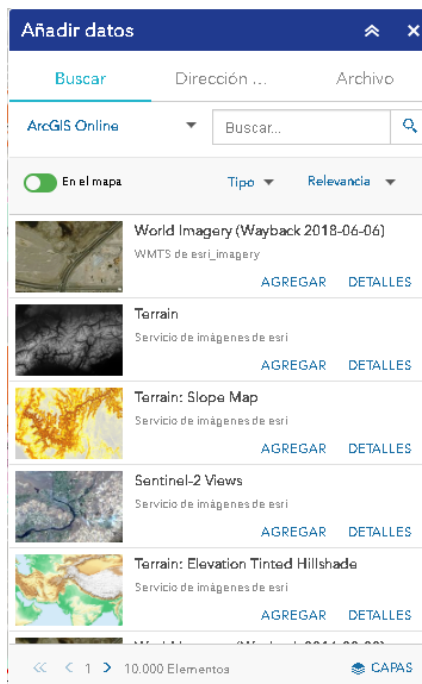 Añadir datos
Buscar
Dirección ...
Archivo
ArcGIS Online
Buscar...
En el mapa
Tipo
Relevancia
World Imagery (Wayback 2018-06-06)
WMTS de esri_imagery
AGREGAR DETALLES
Terrain
Servicio de imágenes de esri
AGREGAR DETALLES
Terrain: Slope Map
Servicio de imágenes de esri
AGREGAR DETALLES
Sentinel-2 Views
Servicio de imágenes de esri
AGREGAR DETALLES
Terrain: Elevation Tinted Hillshade
Servicio de imágenes de esri
AGREGAR DETALLES
1
10.000 Elementos
CAPAS